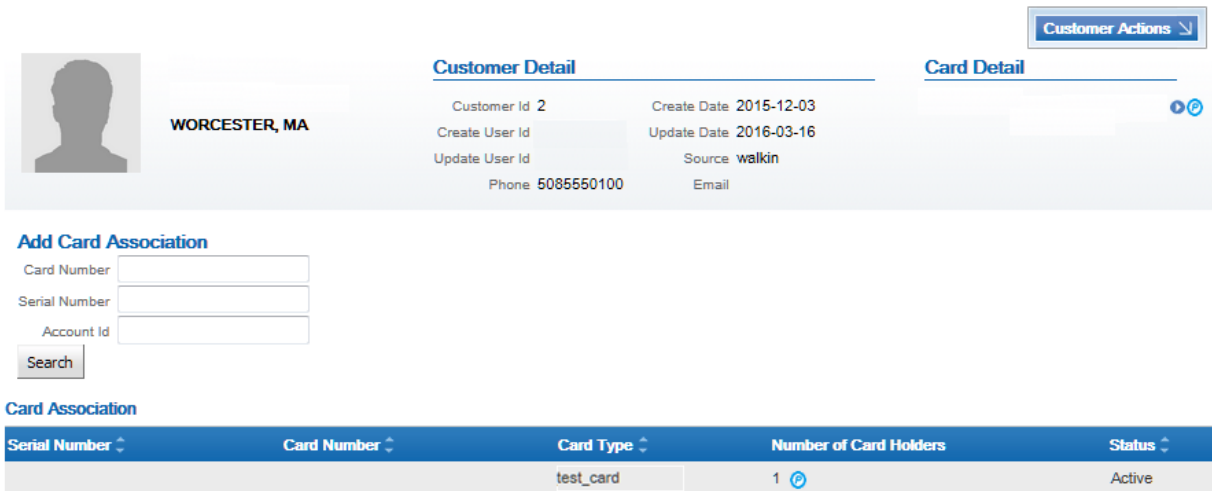 Customer Actions
Customer Detail
Card Detail
Customer Id 2 Create Date 2015-12-03
WORCESTER, MA
Create User Id Update Date 2016-03-16
Update User Id Source walkin
Phone 5085550100 Email
Add Card Association
Card Number
Serial Number
Account Id
Search
Card Association
Serial Number Card Number Card Type Number of Card Holders Status
test_card 1 P Active